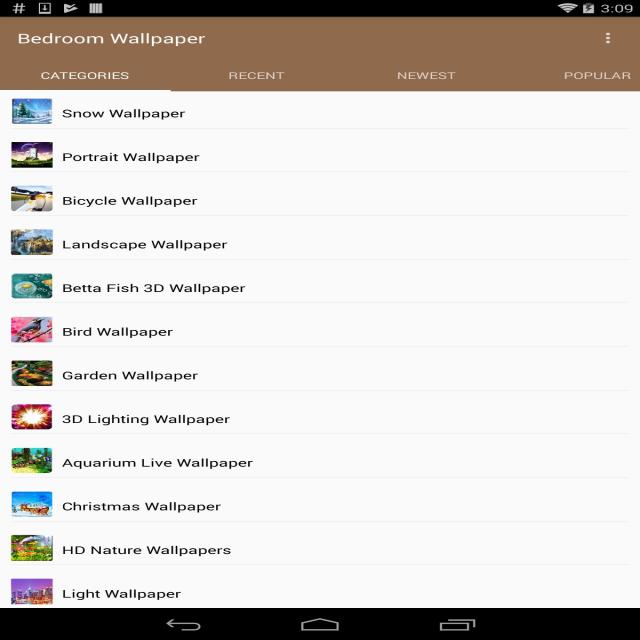 3:09
Bedroom Wallpaper
CATEGORIES RECENT NEWEST POPULAR
Snow Wallpaper
Portrait Wallpaper
Bicycle Wallpaper
Landscape Wallpaper
Betta Fish 3D Wallpaper
Bird Wallpaper
Garden Wallpaper
3D Lighting Wallpaper
Aquarium Live Wallpaper
Christmas Wallpaper
HD Nature Wallpapers
Light Wallpaper